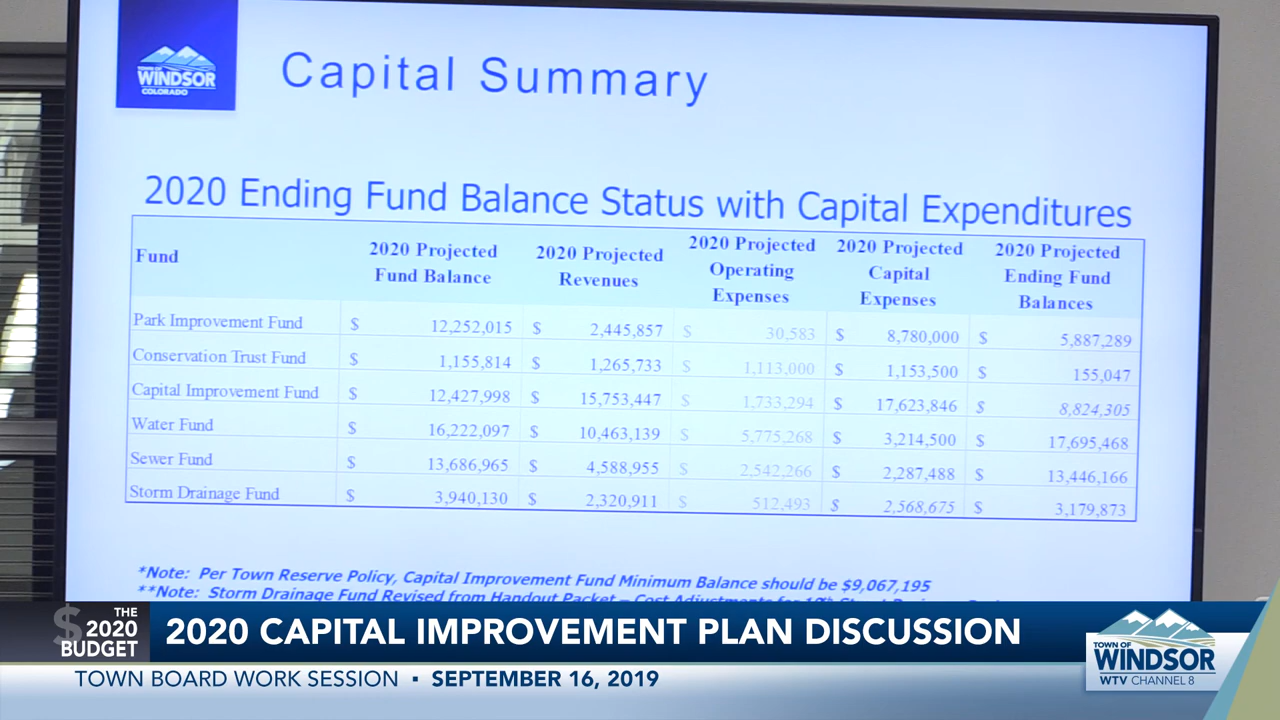 TOWN OF
WINDSOR
COLORADO
Capital Summary
2020 Ending Fund Balance Status with Capital Expenditures
Fund 2020 Projected Fund Balance 2020 Projected Revenues 2020 Projected Operating Expenses 2020 Projected Capital Expenses 2020 Projected Ending Fund Balances
Park Improvement Fund $ 12,252,015 $ 2,445,857 $ 30,583 $ 8,780,000 $ 5,887,289
Conservation Trust Fund $ 1,155,814 $ 1,265,733 $ 1,113,000 $ 1,153,500 $ 155,047
Capital Improvement Fund $ 12,427,998 $ 15,753,447 $ 1,733,294 $ 17,623,846 $ 8,824,305
Water Fund $ 16,222,097 $ 10,463,139 $ 5,775,268 $ 3,214,500 $ 17,695,468
Sewer Fund $ 13,686,965 $ 4,588,955 $ 2,542,266 $ 2,287,488 $ 13,446,166
Storm Drainage Fund $ 3,940,130 $ 2,320,911 $ 512,493 $ 2,568,675 $ 3,179,873
*Note: Per Town Reserve Policy, Capital Improvement Fund Minimum Balance should be $9,067,195
**Note: Storm Drainage Fund Revised from Handout Packet – Cost Adjustments for
$ THE
2020
BUDGET
2020 CAPITAL IMPROVEMENT PLAN DISCUSSION
TOWN BOARD WORK SESSION ▪ SEPTEMBER 16, 2019
TOWN OF
WINDSOR
WTV CHANNEL 8